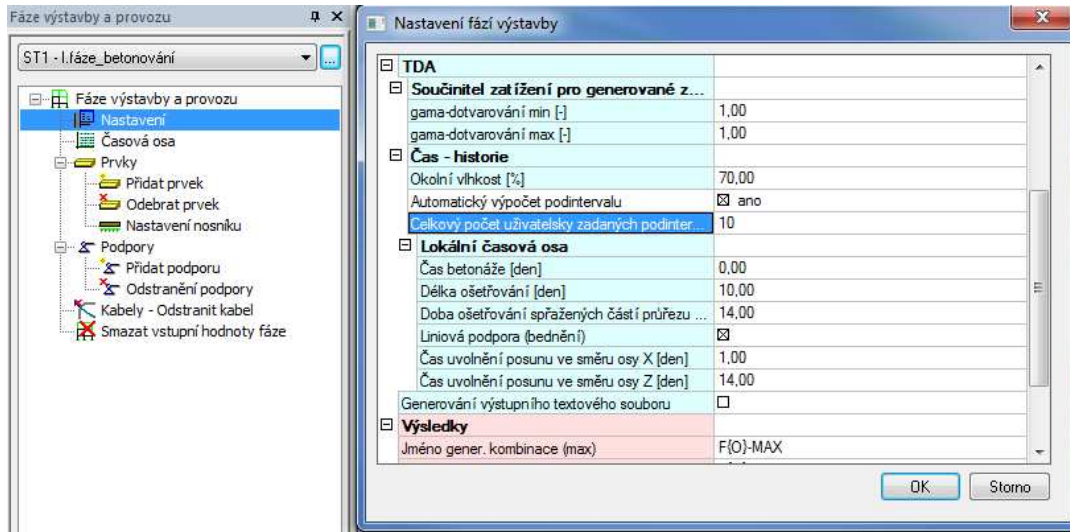 Fáze výstavby a provozu
ST1 - I.fáze_betonování
...
Fáze výstavby a provozu
Nastavení
Časová osa
Prvky
Přidat prvek
Odebrat prvek
Nastavení nosníku
Podpory
Přidat podporu
Odstranění podpory
Kabely - Odstranit kabel
Smazat vstupní hodnoty fáze
Nastavení fází výstavby
TDA
Součinitel zatížení pro generované z...
gama-dotvarování min [-] 1,00
gama-dotvarování max [-] 1,00
Čas - historie
Okolní vlhkost [%] 70,00
Automatický výpočet podintervalu ano
Celkový počet uživatelsky zadaných podinter... 10
Lokální časová osa
Čas betonáže [den] 0,00
Délka ošetřování [den] 10,00
Doba ošetřování spřažených částí průřezu ... 14,00
Liniová podpora (bednění)
Čas uvolnění posunu ve směru osy X [den] 1,00
Čas uvolnění posunu ve směru osy Z [den] 14,00
Generování výstupního textového souboru
Výsledky
Jméno gener. kombinace (max) F{O}-MAX
OK Storno